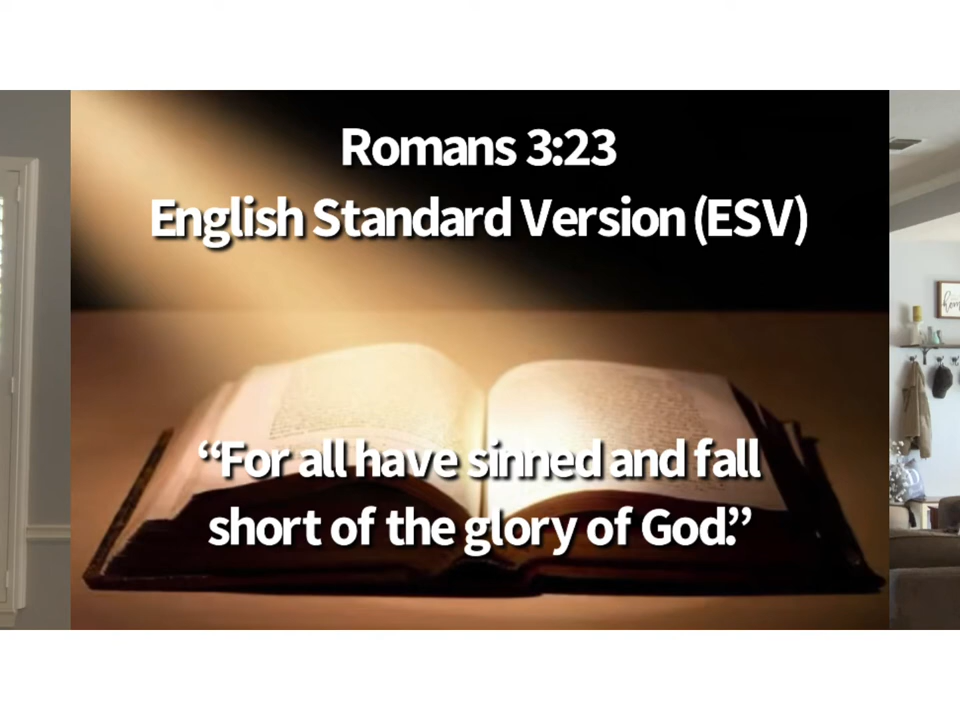 Romans 3:23
English Standard Version (ESV)
“For all have sinned and fall
short of the glory of God.”